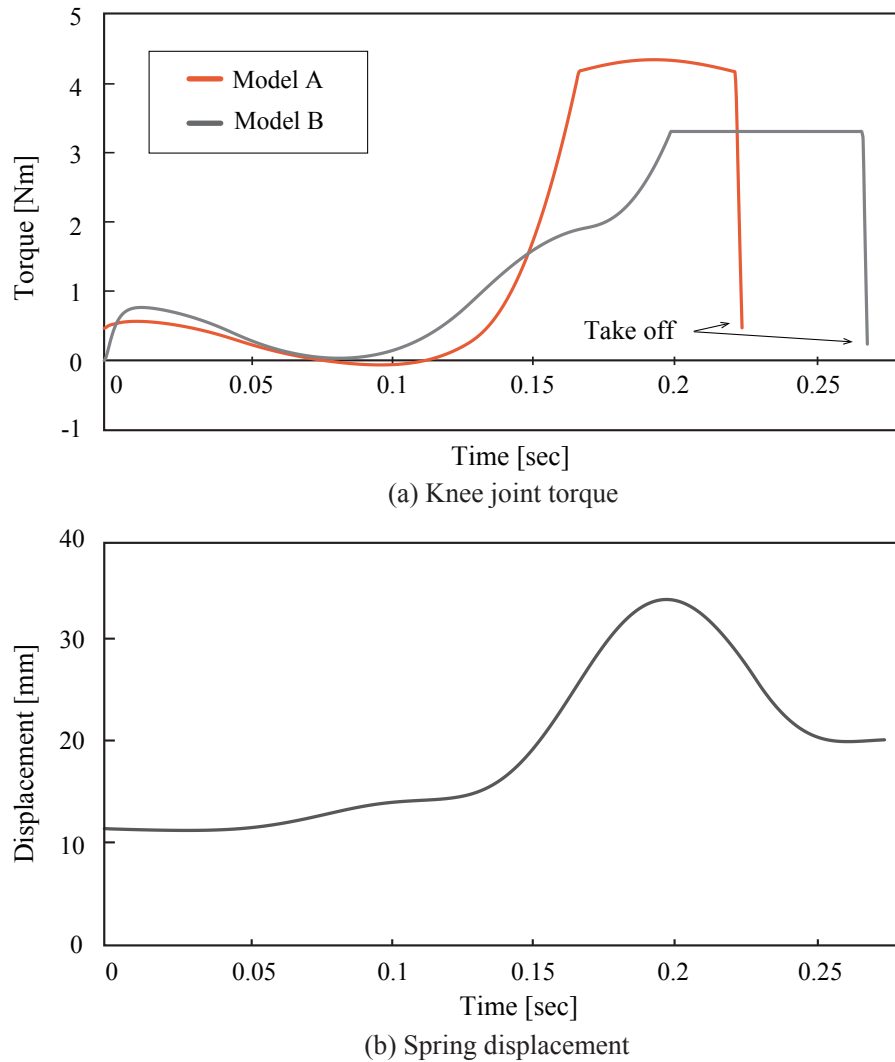 5
4
3
2
1
0
-1
Torque [Nm]
Model A
Model B
Take off
0 0.05 0.1 0.15 0.2 0.25
Time [sec]
(a) Knee joint torque
40
30
20
10
0
Displacement [mm]
0 0.05 0.1 0.15 0.2 0.25
Time [sec]
(b) Spring displacement